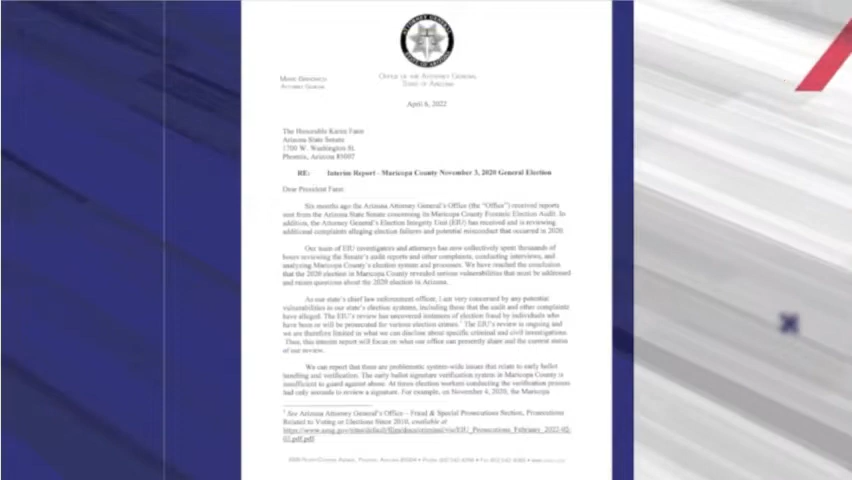 ATTORNEY GENERAL
STATE OF ARIZONA
MARK BRNOVICH
ATTORNEY GENERAL
OFFICE OF THE ATTORNEY GENERAL
STATE OF ARIZONA
April 6, 2022
The Honorable Karen Fann
Arizona State Senate
1700 W. Washington St.
Phoenix, Arizona 85007
RE: Interim Report - Maricopa County November 3, 2020 General Election
Dear President Fann:
Six months ago the Arizona Attorney General's Office (the "Office") received reports
sent from the Arizona State Senate concerning its Maricopa County Forensic Election Audit. In
addition, the Attorney General's Election Integrity Unit (EIU) has received and is reviewing
additional complaints alleging election failures and potential misconduct that occurred in 2020.
Our team of EIU investigators and attorneys has now collectively spent thousands of
hours reviewing the Senate's audit reports and other complaints, conducting interviews, and
analyzing Maricopa County's election system and processes. We have reached the conclusion
that the 2020 election in Maricopa County revealed serious vulnerabilities that must be addressed
and raises questions about the 2020 election in Arizona.
As our state's chief law enforcement officer, I am very concerned by any potential
vulnerabilities in our state's election systems, including those that the audit and other complaints
have alleged. The EIU's review has uncovered instances of election fraud by individuals who
have been or will be prosecuted for various election crimes.¹ The EIU's review is ongoing and
we are therefore limited in what we can disclose about specific criminal and civil investigations.
Thus, this interim report will focus on what our office can presently share and the current status
of our review.
We can report that there are problematic system-wide issues that relate to early ballot
handling and verification. The early ballot signature verification system in Maricopa County is
insufficient to guard against abuse. At times election workers conducting the verification process
had only seconds to review a signature. For example, on November 4, 2020, the Maricopa
¹ See Arizona Attorney General's Office – Fraud & Special Prosecutions Section, Prosecutions
Related to Voting or Elections Since 2010, available at